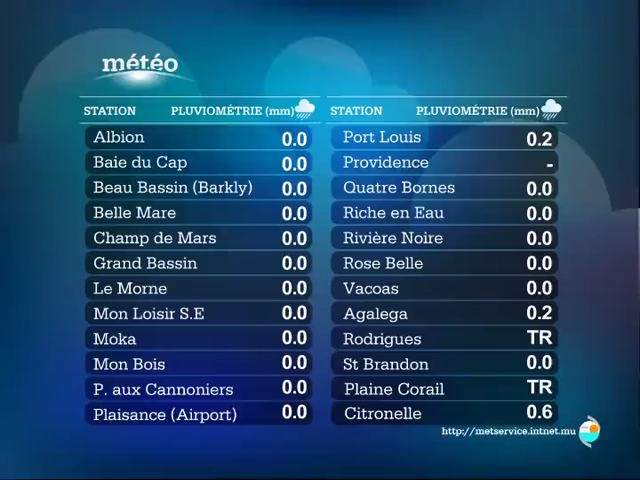 météo
STATION PLUVIOMÉTRIE (mm) STATION PLUVIOMÉTRIE (mm)
Albion 0.0 Port Louis 0.2
Baie du Cap 0.0 Providence -
Beau Bassin (Barkly) 0.0 Quatre Bornes 0.0
Belle Mare 0.0 Riche en Eau 0.0
Champ de Mars 0.0 Rivière Noire 0.0
Grand Bassin 0.0 Rose Belle 0.0
Le Morne 0.0 Vacoas 0.0
Mon Loisir S.E 0.0 Agalega 0.2
Moka 0.0 Rodrigues TR
Mon Bois 0.0 St Brandon 0.0
P. aux Cannoniers 0.0 Plaine Corail TR
Plaisance (Airport) 0.0 Citronelle 0.6
http://metservice.intnet.mu